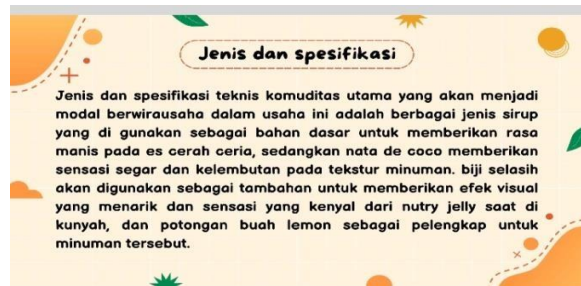 Jenis dan spesifikasi
Jenis dan spesifikasi teknis komuditas utama yang akan menjadi
modal berwirausaha dalam usaha ini adalah berbagai jenis sirup
yang di gunakan sebagai bahan dasar untuk memberikan rasa
manis pada es cerah ceria, sedangkan nata de coco memberikan
sensasi segar dan kelembutan pada tekstur minuman. biji selasih
akan digunakan sebagai tambahan untuk memberikan efek visual
yang menarik dan sensasi yang kenyal dari nutry jelly saat di
kunyah, dan potongan buah lemon sebagai pelengkap untuk
minuman tersebut.